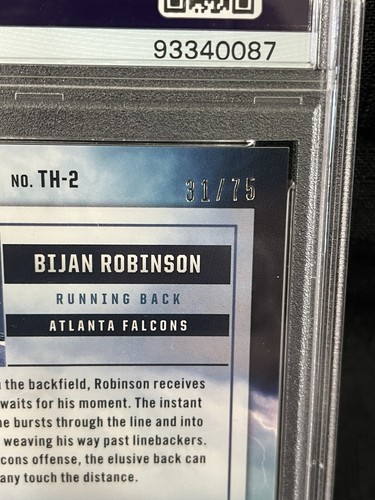 93340087
NO. TH-2
31/75
BIJAN ROBINSON
RUNNING BACK
ATLANTA FALCONS
the backfield, Robinson receives
waits for his moment. The instant
bursts through the line and into
weaving his way past linebackers.
offense, the elusive back can
any touch the distance.